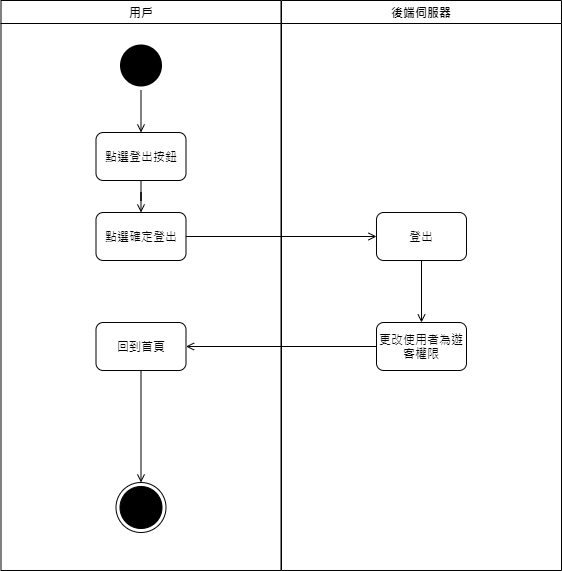 用戶
後端伺服器
點選登出按鈕
點選確定登出
登出
更改使用者為遊
客權限
回到首頁